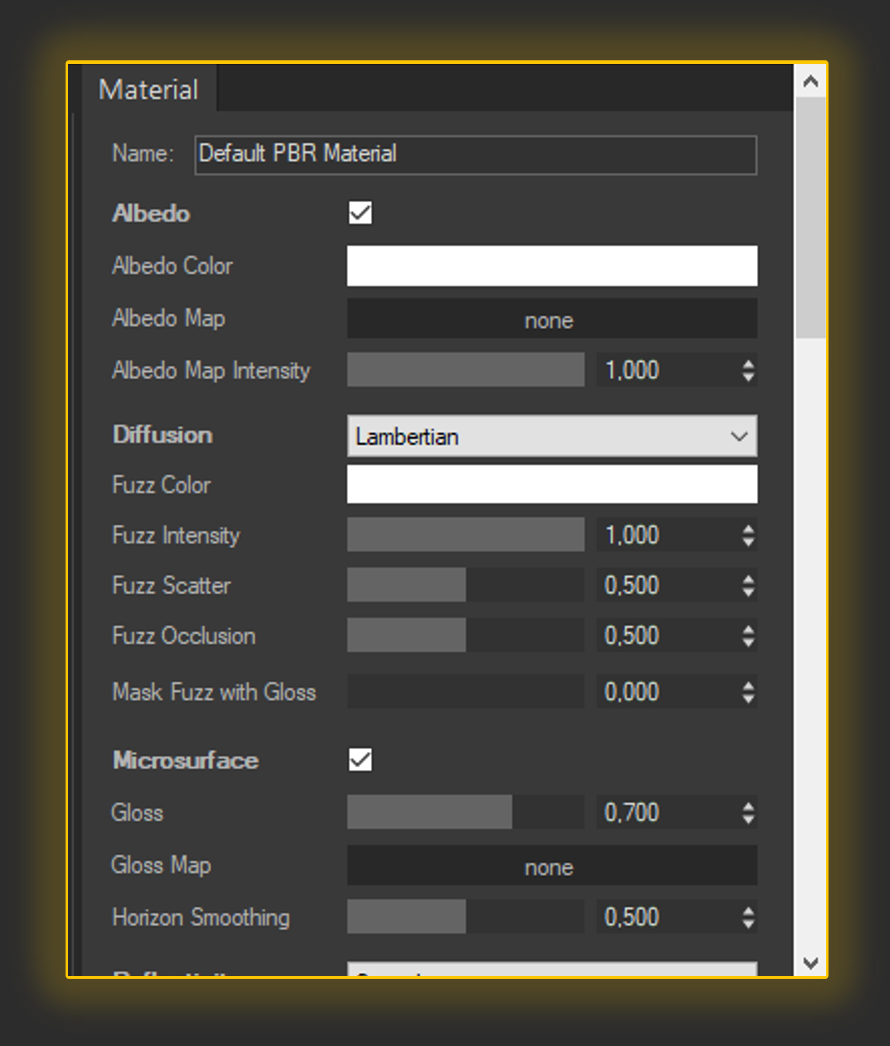 Material
Name: Default PBR Material
Albedo
Albedo Color
Albedo Map none
Albedo Map Intensity 1,000
Diffusion Lambertian
Fuzz Color
Fuzz Intensity 1,000
Fuzz Scatter 0,500
Fuzz Occlusion 0,500
Mask Fuzz with Gloss 0,000
Microsurface
Gloss 0,700
Gloss Map none
Horizon Smoothing 0,500